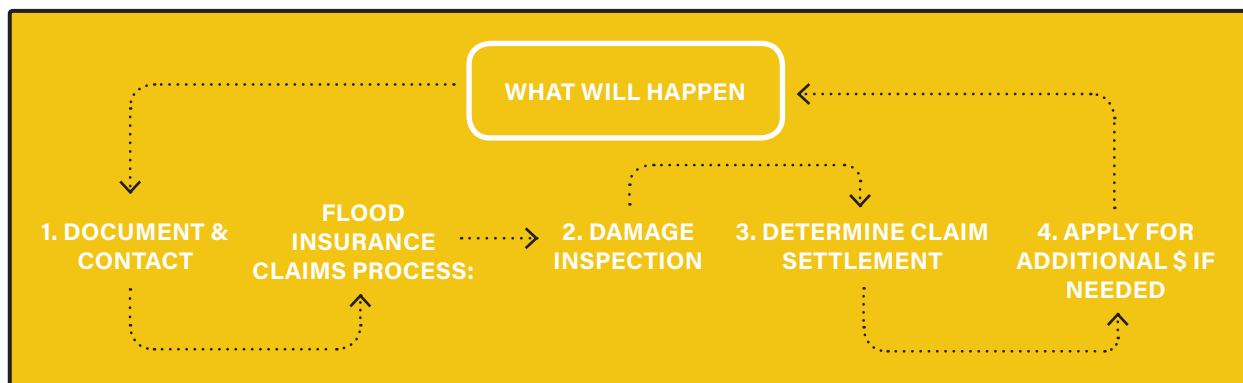 WHAT WILL HAPPEN
1. DOCUMENT &
CONTACT
FLOOD
INSURANCE
CLAIMS PROCESS:
2. DAMAGE
INSPECTION
3. DETERMINE CLAIM
SETTLEMENT
4. APPLY FOR
ADDITIONAL $ IF
NEEDED